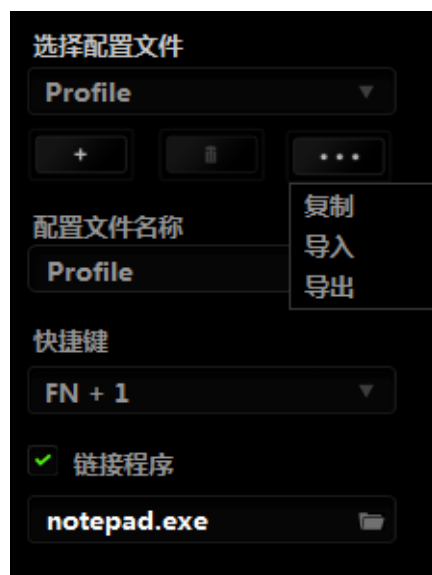 选择配置文件
Profile
+
•••
复制
配置文件名称
导入
Profile
导出
快捷键
FN + 1
链接程序
notepad.exe